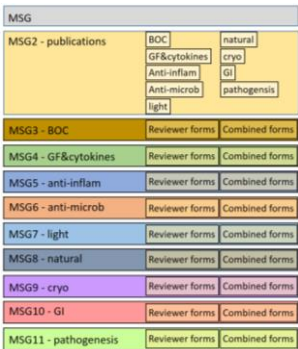 MSG
MSG2 - publications
BOC natural
GF&cytokines cryo
Anti-inflam GI
Anti-microb pathogensis
light
MSG3 - BOC Reviewer forms Combined forms
MSG4 - GF&cytokines Reviewer forms Combined forms
MSG5 - anti-inflam Reviewer forms Combined forms
MSG6 - anti-microb Reviewer forms Combined forms
MSG7 - light Reviewer forms Combined forms
MSG8 - natural Reviewer forms Combined forms
MSG9 - cryo Reviewer forms Combined forms
MSG10 - GI Reviewer forms Combined forms
MSG11 - pathogenesis Reviewer forms Combined forms